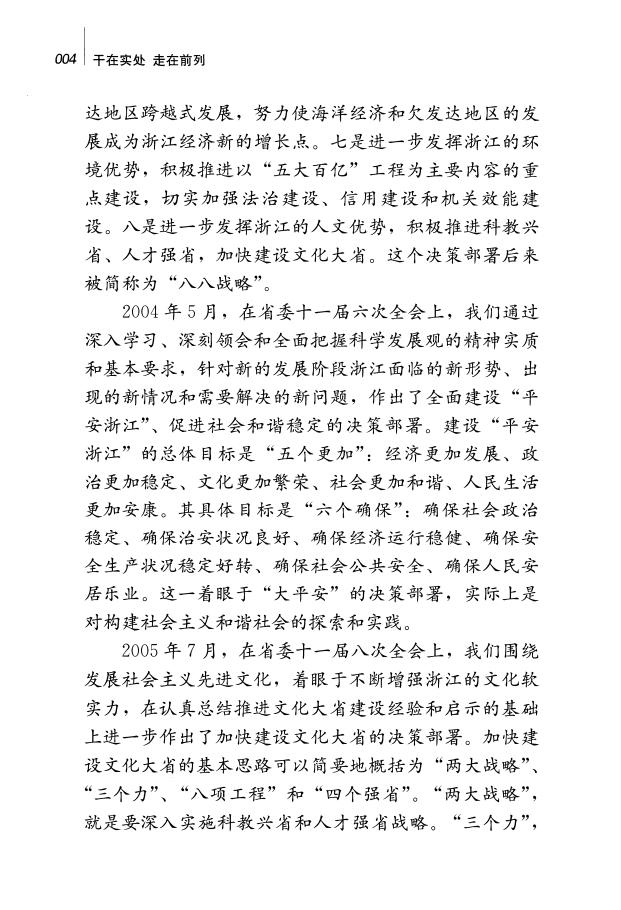 004 干在实处 走在前列
达地区跨越式发展，努力使海洋经济和欠发达地区的发
展成为浙江经济新的增长点。七是进一步发挥浙江的环
境优势，积极推进以“五大百亿”工程为主要内容的重
点建设，切实加强法治建设、信用建设和机关效能建
设。八是进一步发挥浙江的人文优势，积极推进科教兴
省、人才强省，加快建设文化大省。这个决策部署后来
被简称为“八八战略”。
2004 年 5 月，在省委十一届六次全会上，我们通过
深入学习、深刻领会和全面把握科学发展观的精神实质
和基本要求，针对新的发展阶段浙江面临的新形势、出
现的新情况和需要解决的新问题，作出了全面建设“平
安浙江”、促进社会和谐稳定的决策部署。建设“平安
浙江”的总体目标是“五个更加”：经济更加发展、政
治更加稳定、文化更加繁荣、社会更加和谐、人民生活
更加安康。其具体目标是“六个确保”：确保社会政治
稳定、确保治安状况良好、确保经济运行稳健、确保安
全生产状况稳定好转、确保社会公共安全、确保人民安
居乐业。这一着眼于“大平安”的决策部署，实际上是
对构建社会主义和谐社会的探索和实践。
2005 年 7 月，在省委十一届八次全会上，我们围绕
发展社会主义先进文化，着眼于不断增强浙江的文化软
实力，在认真总结推进文化大省建设经验和启示的基础
上进一步作出了加快建设文化大省的决策部署。加快建
设文化大省的基本思路可以简要地概括为“两大战略”、
“三个力”、“八项工程”和“四个强省”。“两大战略”，
就是要深入实施科教兴省和人才强省战略。“三个力”，